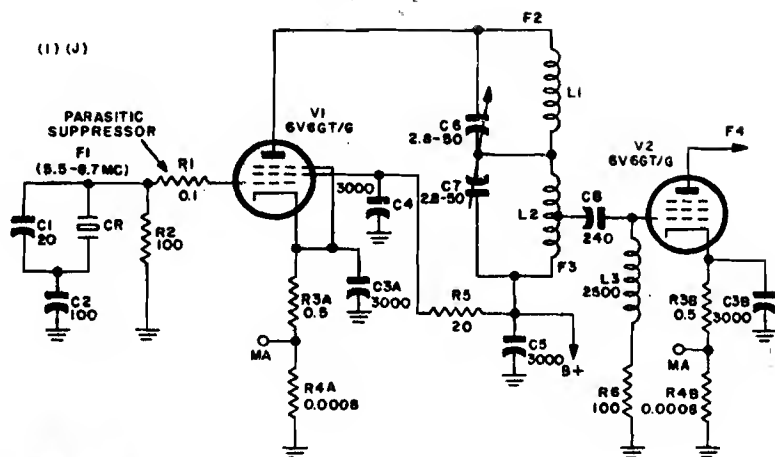 (1) (J)
PARASITIC
SUPPRESSOR
F1
(5.5-8.7MC)
R1
0.1
C1
20
CR
R2
100
C2
100
V1
6V6GT/G
3000
C4
C3A
3000
R3A
0.5
MA
R4A
0.0008
R5
20
F2
L1
C6
2.8-50
C7
2.8-50
L2
F3
C5
3000
B+
C8
240
L3
2500
R6
100
V2
6V6GT/G
F4
R3B
0.5
C3B
3000
MA
R4B
0.0008